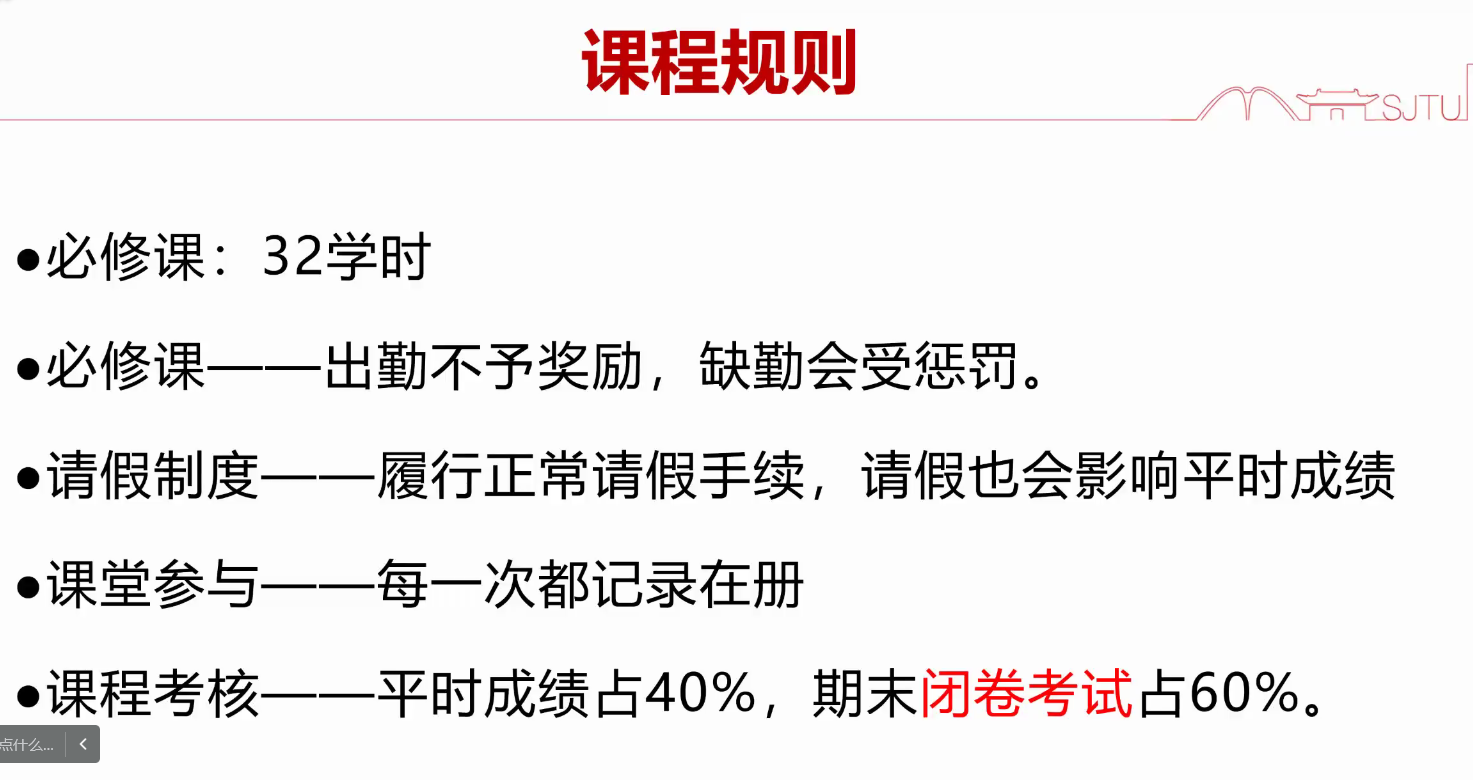 课程规则
SJTU
●必修课：32学时
●必修课——出勤不予奖励，缺勤会受惩罚。
●请假制度——履行正常请假手续，请假也会影响平时成绩
●课堂参与——每一次都记录在册
●课程考核——平时成绩占40%，期末闭卷考试占60%。
点什么...